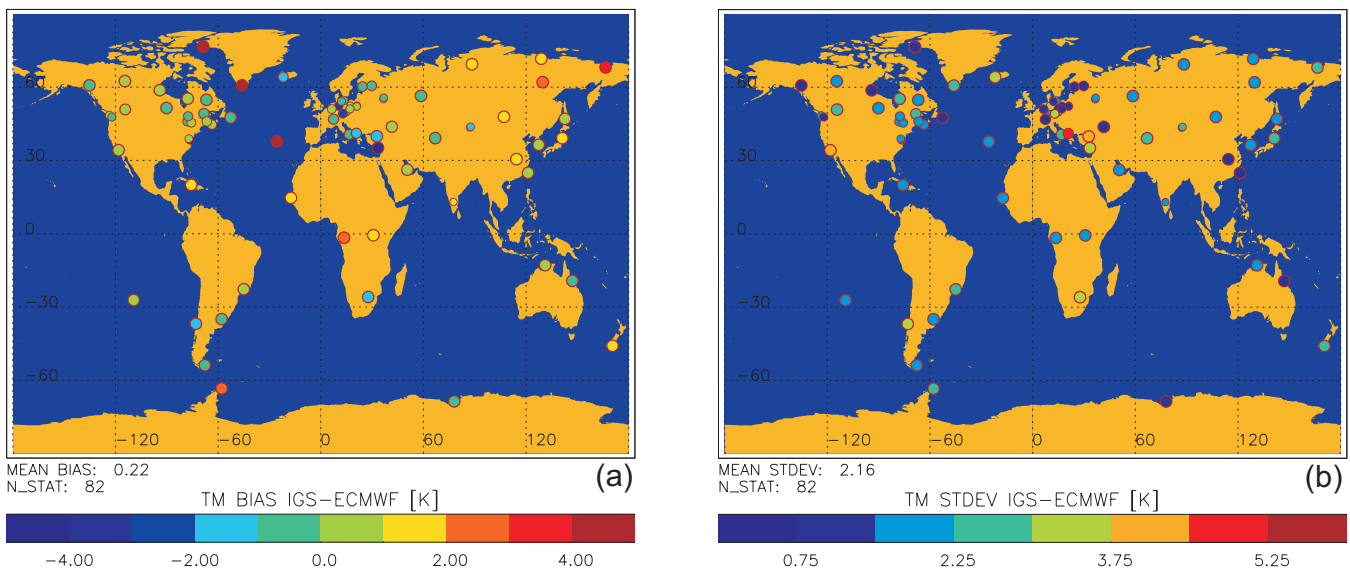 60
30
0
-30
-60
-120 -60 0 60 120
MEAN BIAS: 0.22
N_STAT: 82
(a)
TM BIAS IGS-ECMWF [K]
-4.00 -2.00 0.0 2.00 4.00
60
30
0
-30
-60
-120 -60 0 60 120
MEAN STDEV: 2.16
N_STAT: 82
(b)
TM STDEV IGS-ECMWF [K]
0.75 2.25 3.75 5.25